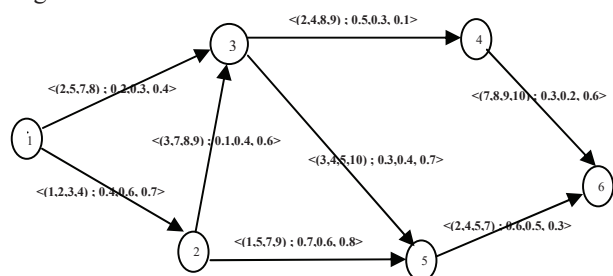 <(2,4,8,9) ; 0.5,0.3, 0.1>
3
4
<(2,5,7,8) ; 0.2,0.3, 0.4>
<(7,8,9,10) ; 0.3,0.2, 0.6>
1
<(3,7,8,9) ; 0.1,0.4, 0.6>
<(3,4,5,10) ; 0.3,0.4, 0.7>
6
<(1,2,3,4) ; 0.4,0.6, 0.7>
<(2,4,5,7) ; 0.6,0.5, 0.3>
2
<(1,5,7,9) ; 0.7,0.6, 0.8>
5